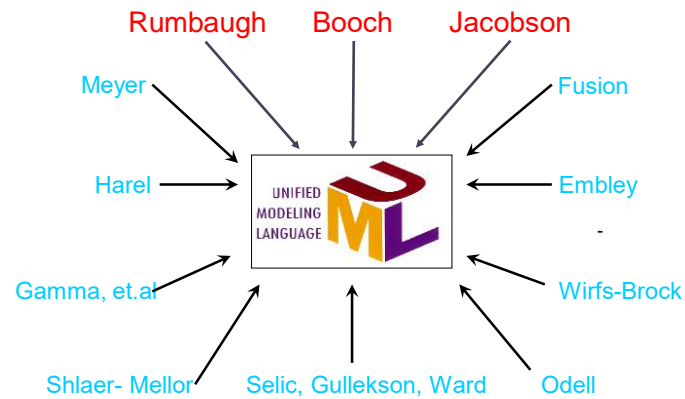 Rumbaugh Booch Jacobson
Meyer Fusion
Harel Embley
UNIFIED
MODELING
LANGUAGE
UML
-
Gamma, et.al Wirfs-Brock
Shlaer- Mellor Selic, Gullekson, Ward Odell